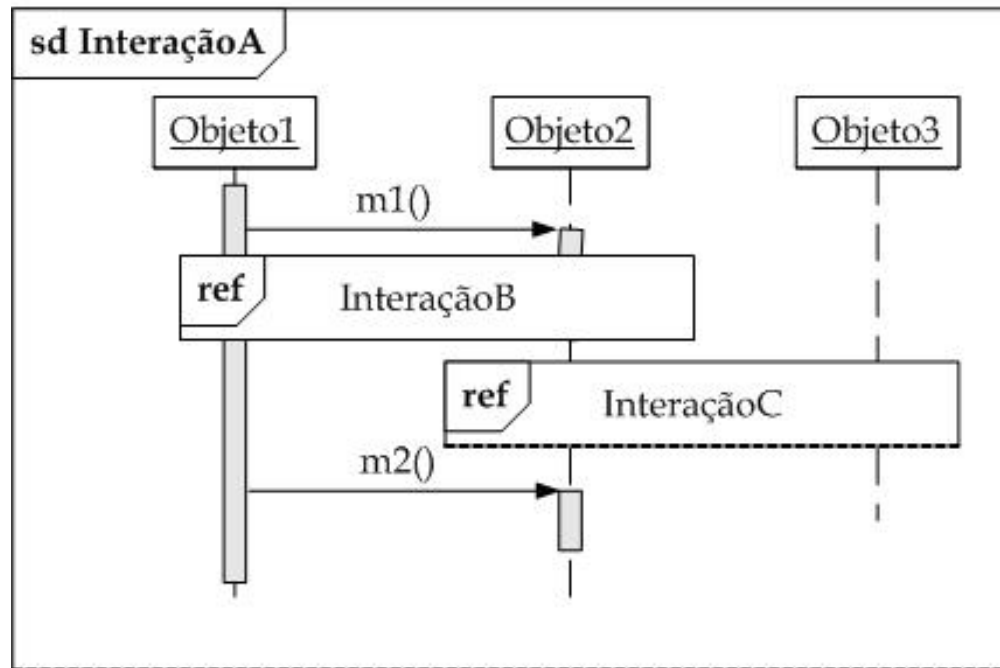 sd InteraçãoA
Objeto1 Objeto2 Objeto3
m1()
ref InteraçãoB
ref InteraçãoC
m2()